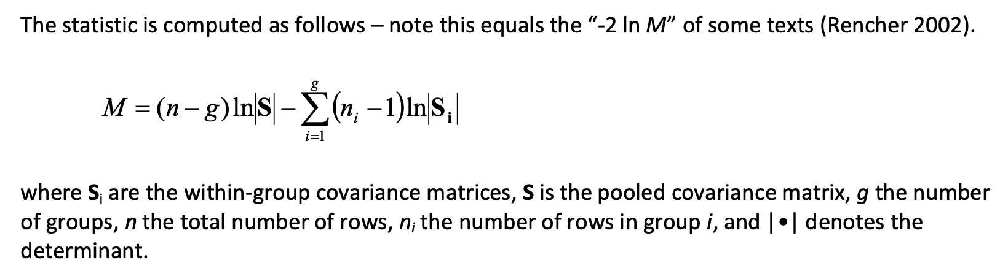 The statistic is computed as follows – note this equals the “-2 ln M” of some texts (Rencher 2002).
M = (n − g) ln|S| − ∑_{i=1}^{g} (n_i − 1) ln|S_i|
where S_i are the within-group covariance matrices, S is the pooled covariance matrix, g the number
of groups, n the total number of rows, n_i the number of rows in group i, and |•| denotes the
determinant.